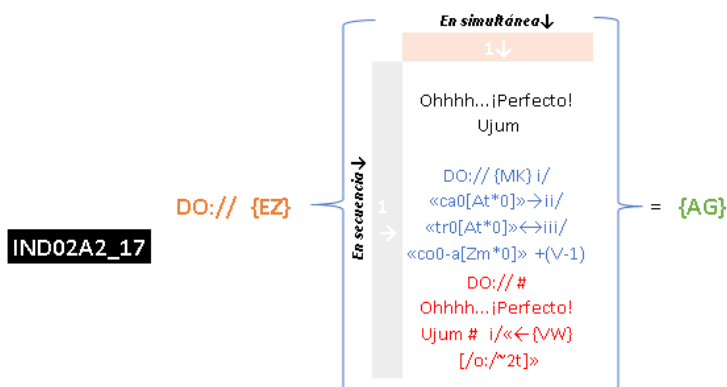 En simultánea↓
1↓
Ohhhh...¡Perfecto!
Ujum
En secuencia↓
1
→
DO:// {MK} i/
«ca0[At*0]»→ii/
«tr0[At*0]»↔iii/
«co0-a[Zm*0]» +(V-1)
DO:// {EZ}
= {AG}
IND02A2_17
DO:// #
Ohhhh...¡Perfecto!
Ujum # i/«←{VW}
[/o:/~2t]»